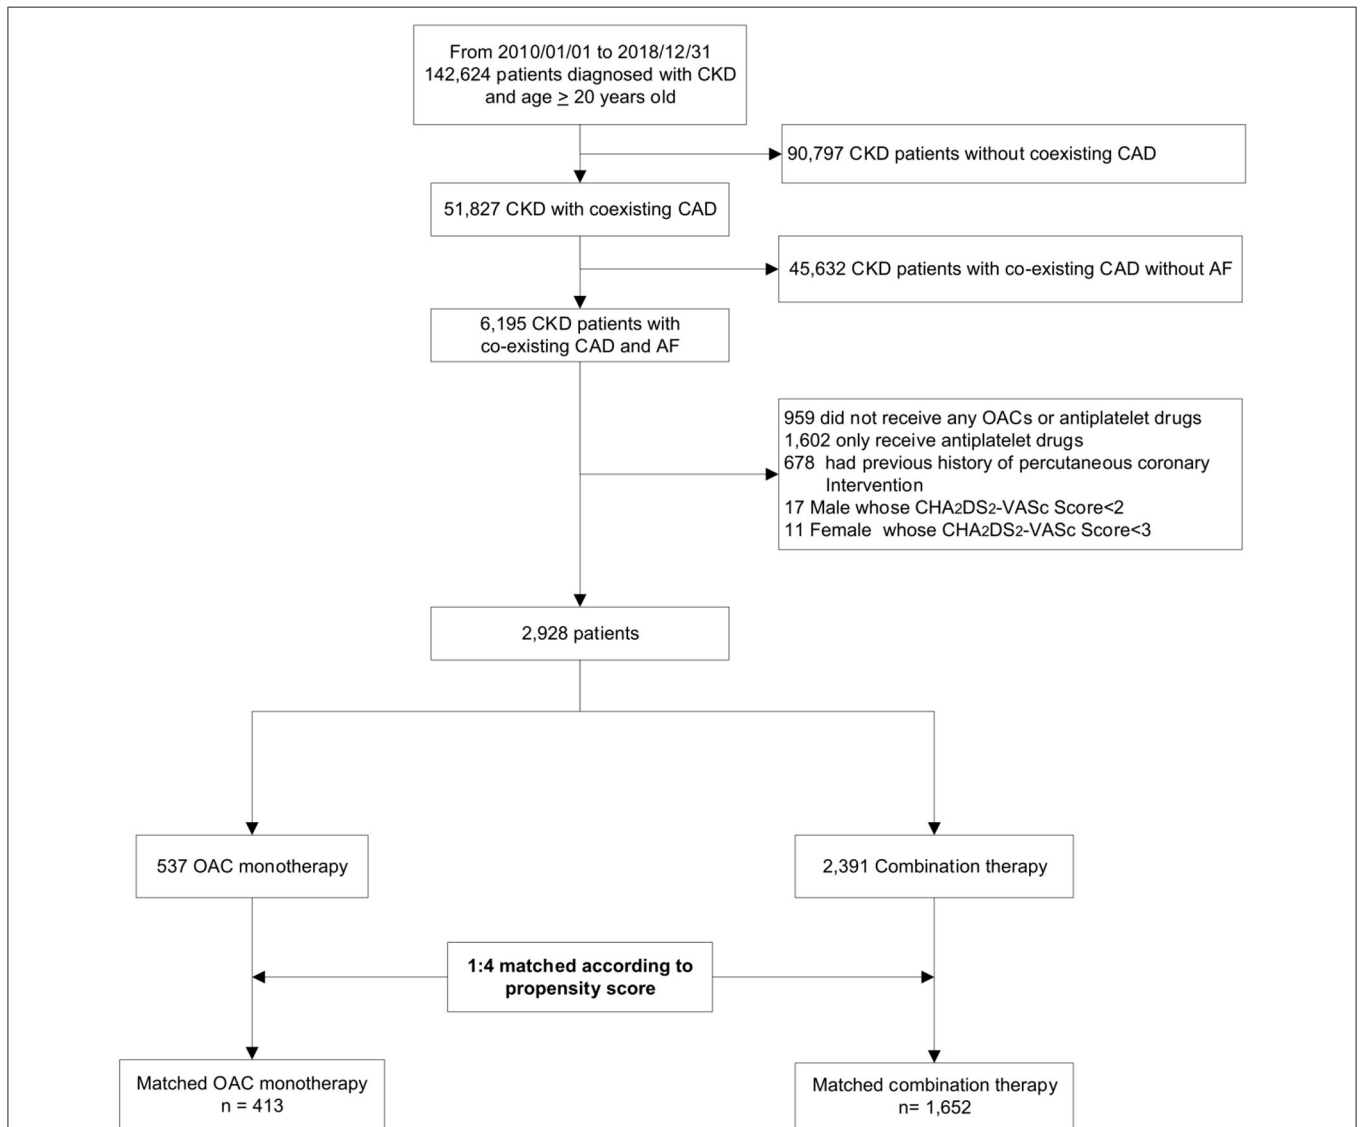 From 2010/01/01 to 2018/12/31
142,624 patients diagnosed with CKD
and age ≥ 20 years old
90,797 CKD patients without coexisting CAD
51,827 CKD with coexisting CAD
45,632 CKD patients with co-existing CAD without AF
6,195 CKD patients with
co-existing CAD and AF
959 did not receive any OACs or antiplatelet drugs
1,602 only receive antiplatelet drugs
678 had previous history of percutaneous coronary
Intervention
17 Male whose CHA2DS2-VASc Score<2
11 Female whose CHA2DS2-VASc Score<3
2,928 patients
537 OAC monotherapy
2,391 Combination therapy
1:4 matched according to
propensity score
Matched OAC monotherapy
n = 413
Matched combination therapy
n= 1,652